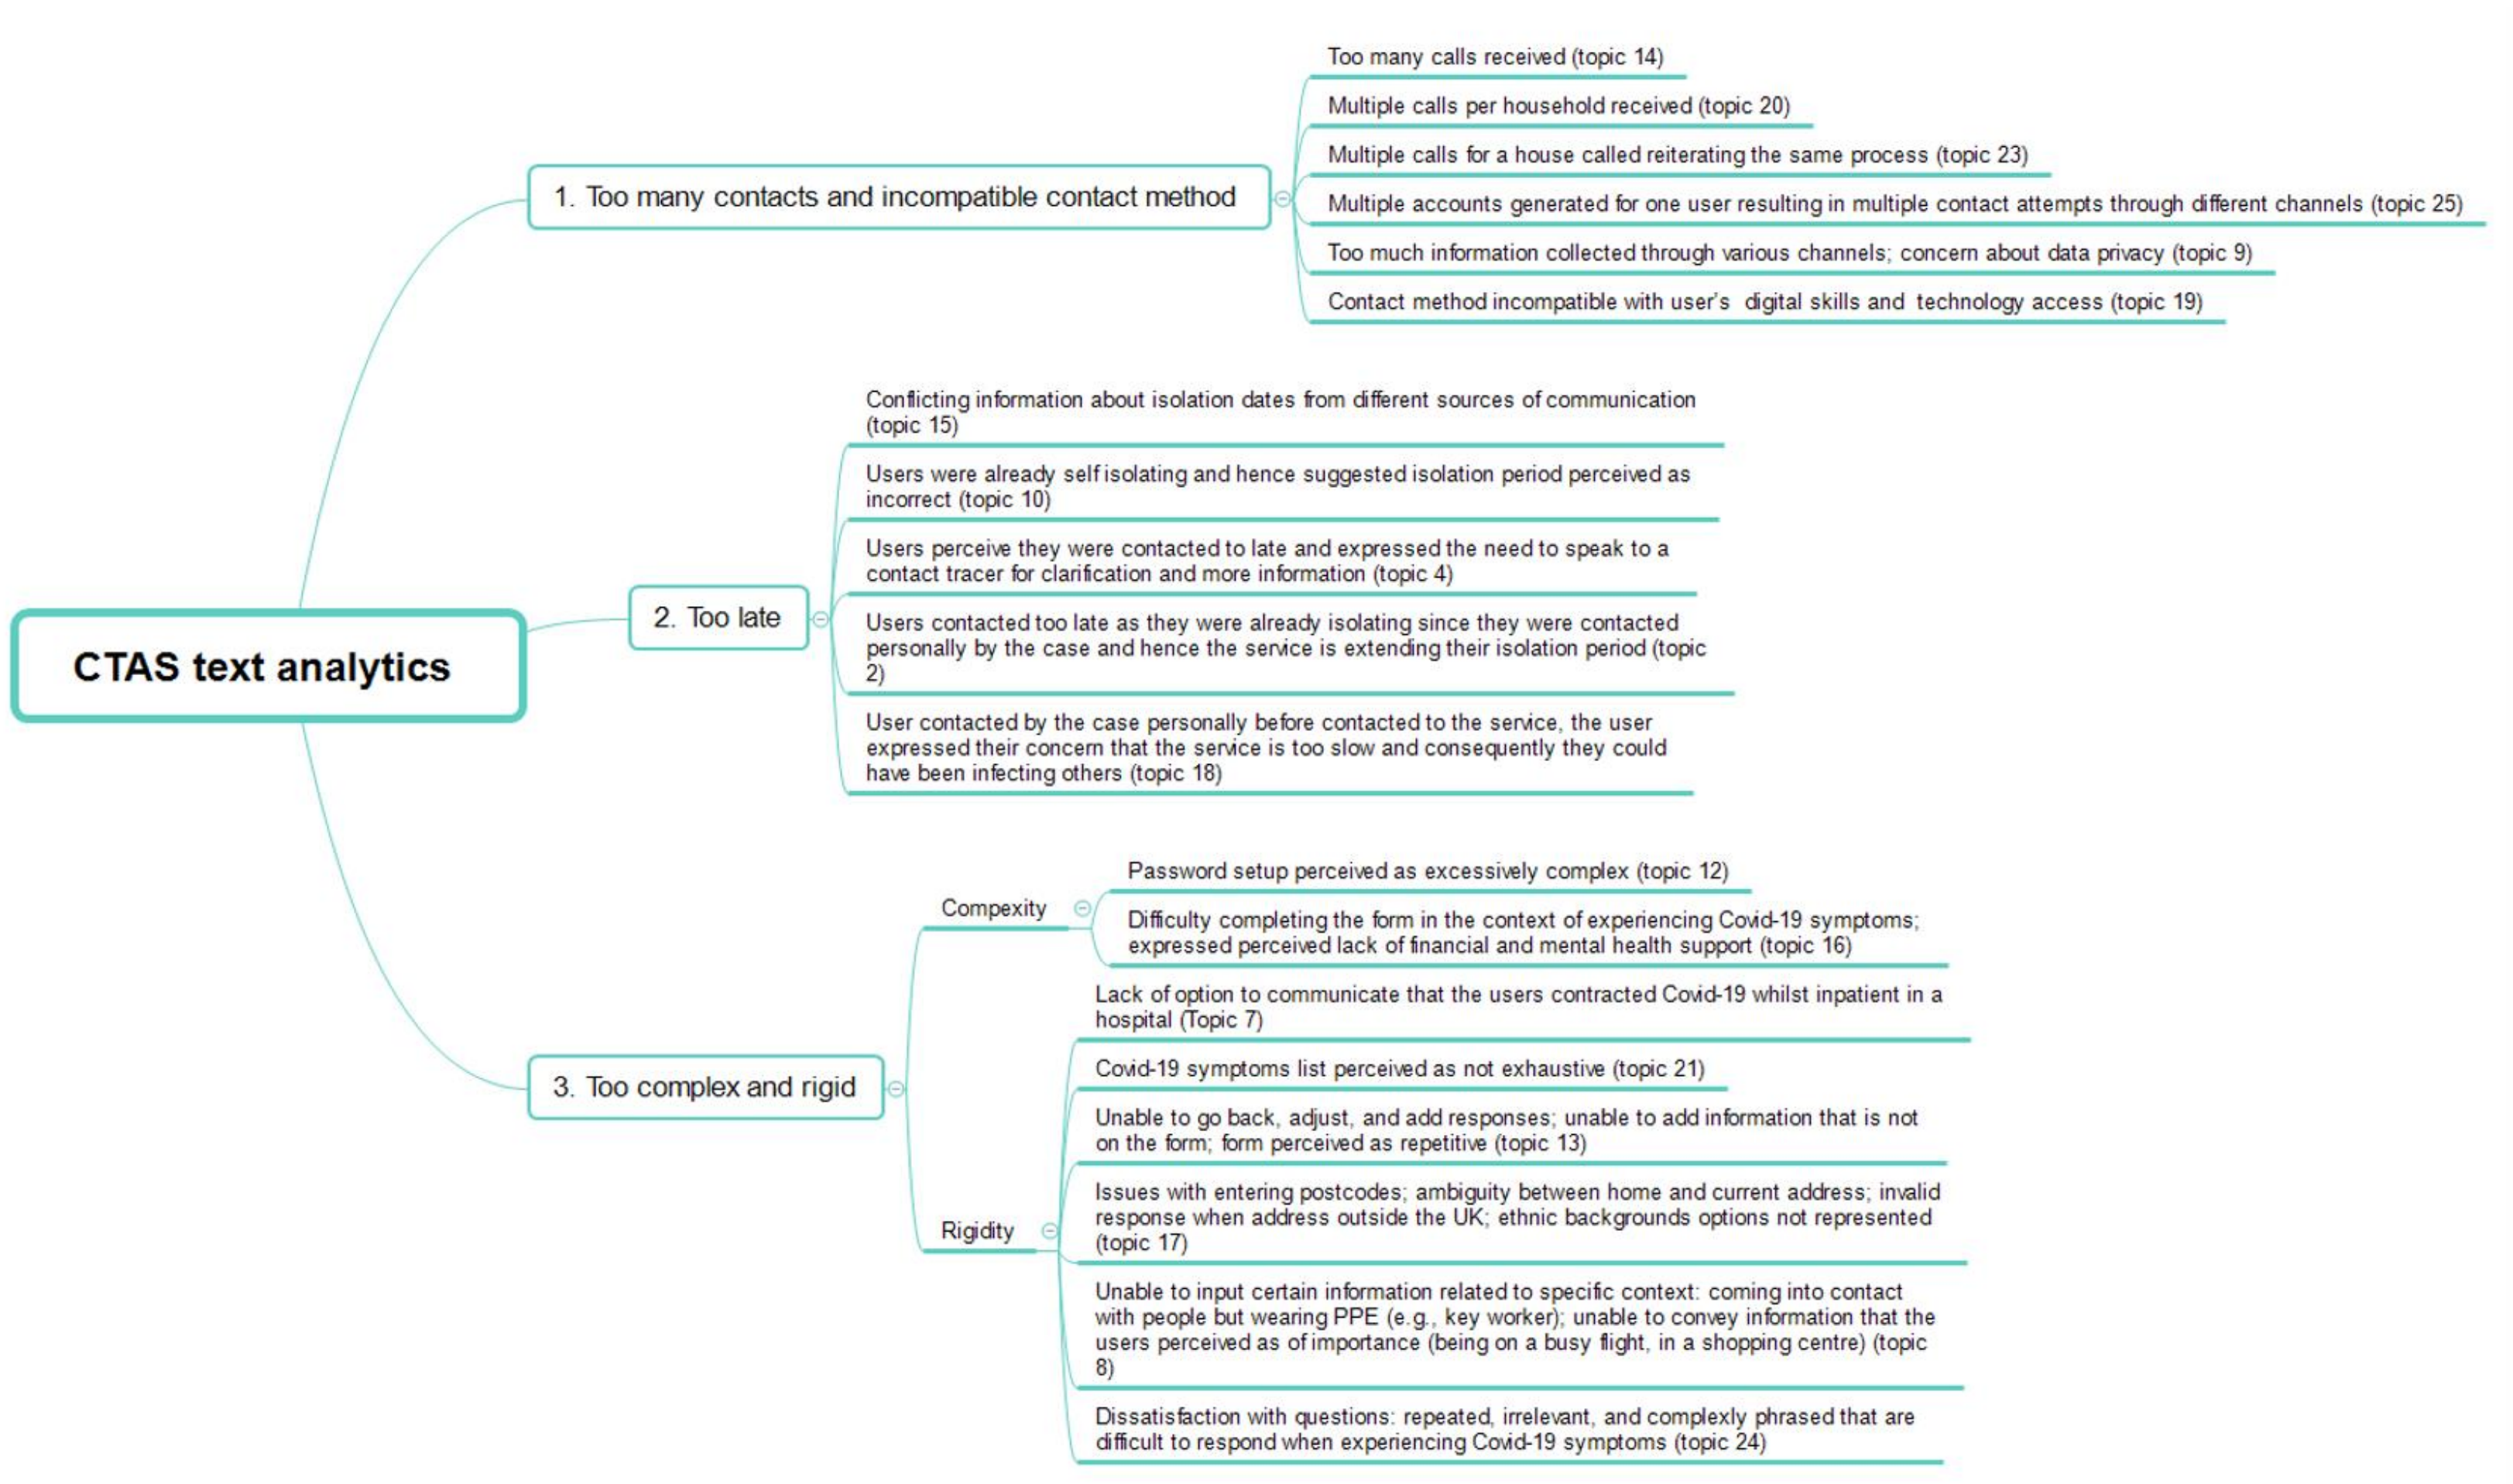 Too many calls received (topic 14)
Multiple calls per household received (topic 20)
Multiple calls for a house called reiterating the same process (topic 23)
1. Too many contacts and incompatible contact method
Multiple accounts generated for one user resulting in multiple contact attempts through different channels (topic 25)
Too much information collected through various channels; concern about data privacy (topic 9)
Contact method incompatible with user's digital skills and technology access (topic 19)
Conflicting information about isolation dates from different sources of communication
(topic 15)
Users were already self isolating and hence suggested isolation period perceived as
incorrect (topic 10)
Users perceive they were contacted to late and expressed the need to speak to a
contact tracer for clarification and more information (topic 4)
2. Too late
Users contacted too late as they were already isolating since they were contacted
personally by the case and hence the service is extending their isolation period (topic
2)
User contacted by the case personally before contacted to the service, the user
expressed their concern that the service is too slow and consequently they could
have been infecting others (topic 18)
CTAS text analytics
3. Too complex and rigid
Compexity
Password setup perceived as excessively complex (topic 12)
Difficulty completing the form in the context of experiencing Covid-19 symptoms;
expressed perceived lack of financial and mental health support (topic 16)
Rigidity
Lack of option to communicate that the users contracted Covid-19 whilst inpatient in a
hospital (Topic 7)
Covid-19 symptoms list perceived as not exhaustive (topic 21)
Unable to go back, adjust, and add responses; unable to add information that is not
on the form; form perceived as repetitive (topic 13)
Issues with entering postcodes; ambiguity between home and current address; invalid
response when address outside the UK; ethnic backgrounds options not represented
(topic 17)
Unable to input certain information related to specific context: coming into contact
with people but wearing PPE (e.g., key worker); unable to convey information that the
users perceived as of importance (being on a busy flight, in a shopping centre) (topic
8)
Dissatisfaction with questions: repeated, irrelevant, and complexly phrased that are
difficult to respond when experiencing Covid-19 symptoms (topic 24)